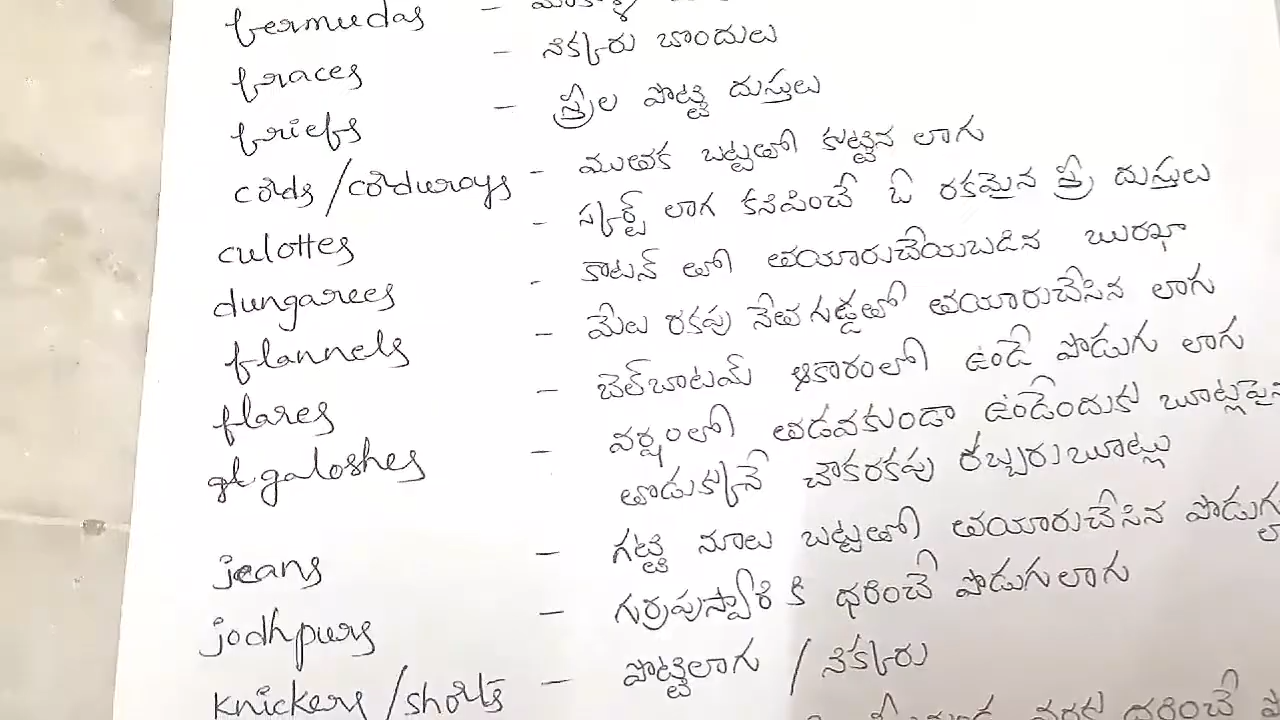 bermudas -
braces - నిక్కరు బొందులు
briefs - స్త్రీల పొట్టి దుస్తులు
cords / corduroys - ముతక బట్టతో కుట్టిన లాగు
culottes - స్కర్ట్ లాగ కనిపించే ఓ రకమైన స్త్రీ దుస్తులు
dungarees - కాటన్ తో తయారుచేయబడిన బురఖా
flannels - మేలు రకపు నేత గుడ్డతో తయారుచేసిన లాగు
flares - బెల్‌బాటమ్ ఆకారంలో ఉండే పొడుగు లాగు
galoshes - వర్షంలో తడవకుండా ఉండేందుకు బూట్లపైన
తొడుక్కునే చౌకరకపు రబ్బరుబూట్లు
jeans - గట్టి నూలు బట్టతో తయారుచేసిన
jodhpurs - గుర్రపుస్వారి కి ధరించే పొడుగులాగు
knickers / shorts - పొట్టిలాగు / నిక్కరు
ధరించే